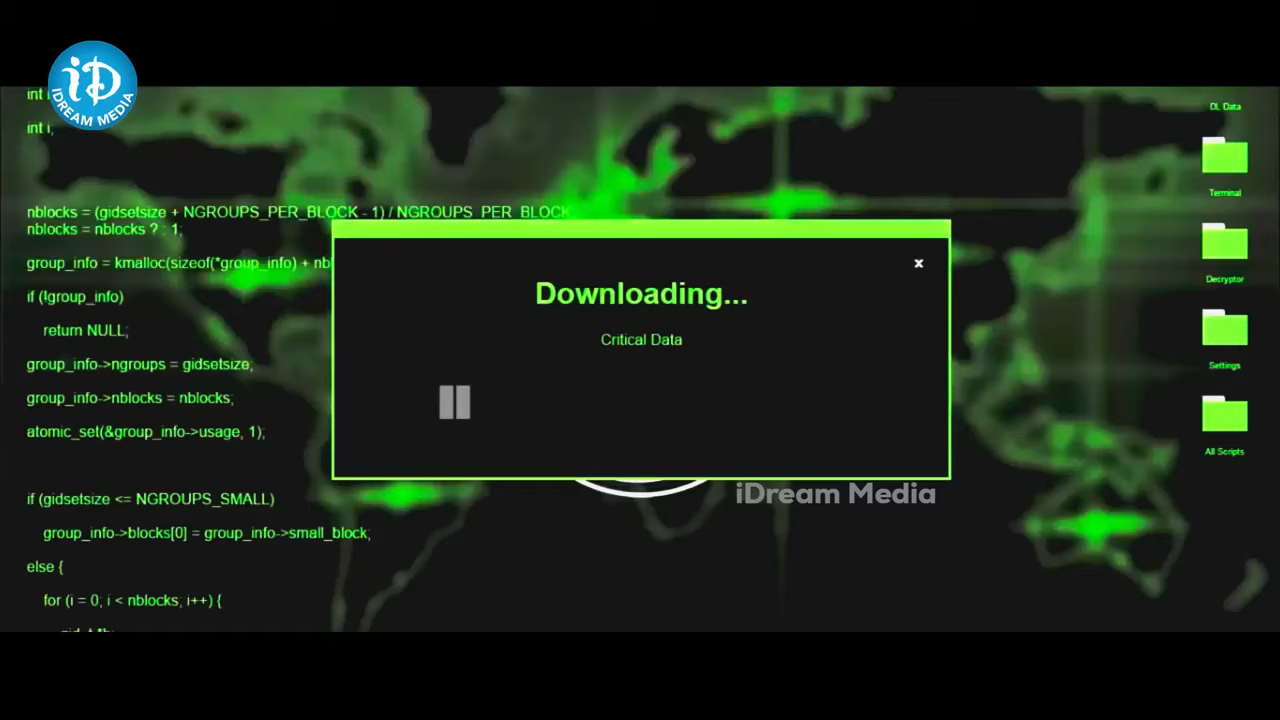 iD
IDREAM MEDIA
int
int i;
nblocks = (gidsetsize + NGROUPS_PER_BLOCK - 1) / NGROUPS_PER_BLOCK
nblocks = nblocks ? : 1;
group_info = kmalloc(sizeof(*group_info) + nb
if (!group_info)
return NULL;
group_info->ngroups = gidsetsize;
group_info->nblocks = nblocks;
atomic_set(&group_info->usage, 1);
if (gidsetsize <= NGROUPS_SMALL)
group_info->blocks[0] = group_info->small_block;
else {
for (i = 0; i < nblocks; i++) {
x
Downloading...
Critical Data
iDream Media
DL Data
Terminal
Decryptor
Settings
All Scripts